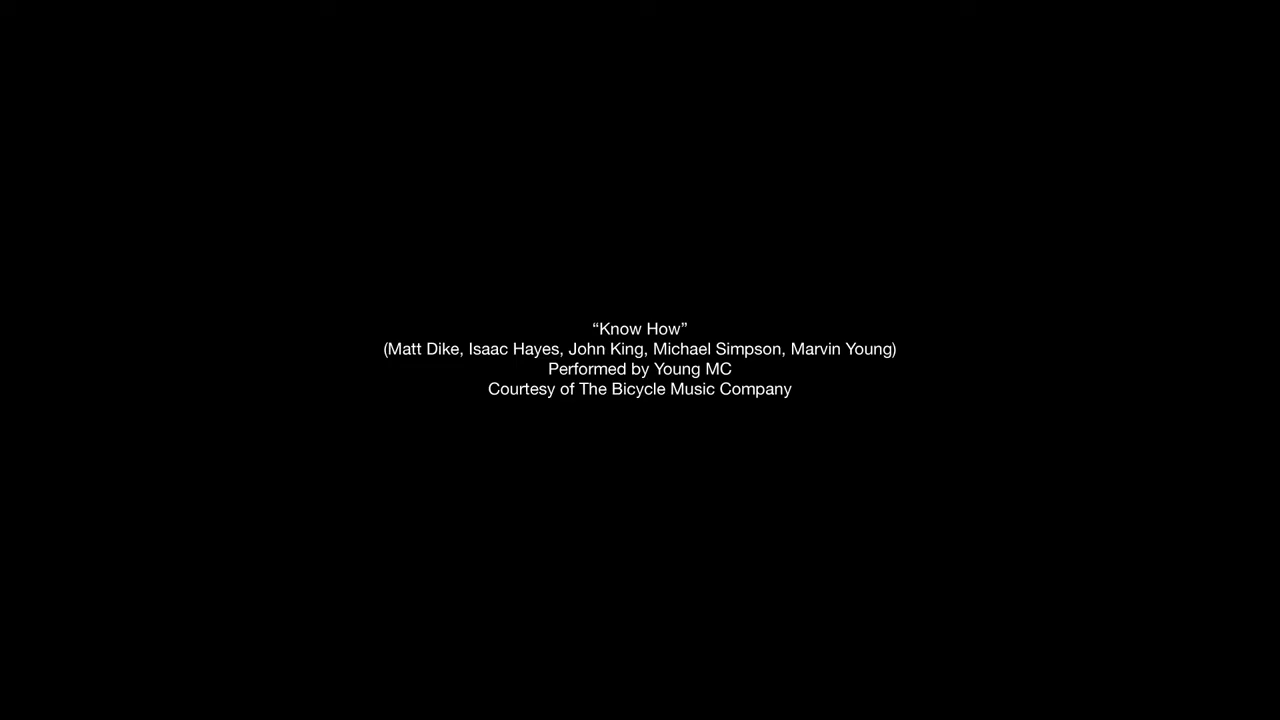 “Know How”
(Matt Dike, Isaac Hayes, John King, Michael Simpson, Marvin Young)
Performed by Young MC
Courtesy of The Bicycle Music Company